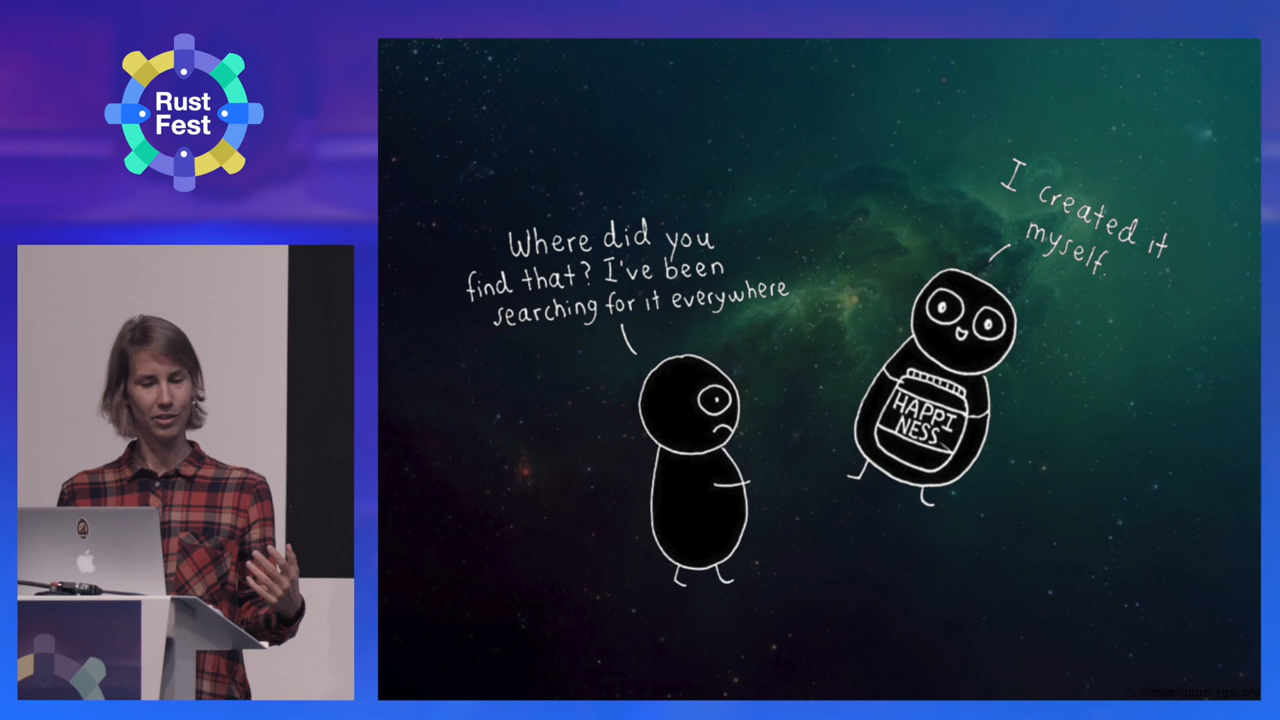 Rust
Fest
Where did you
find that? I've been
searching for it everywhere
I created it
myself.
HAPPI
NESS